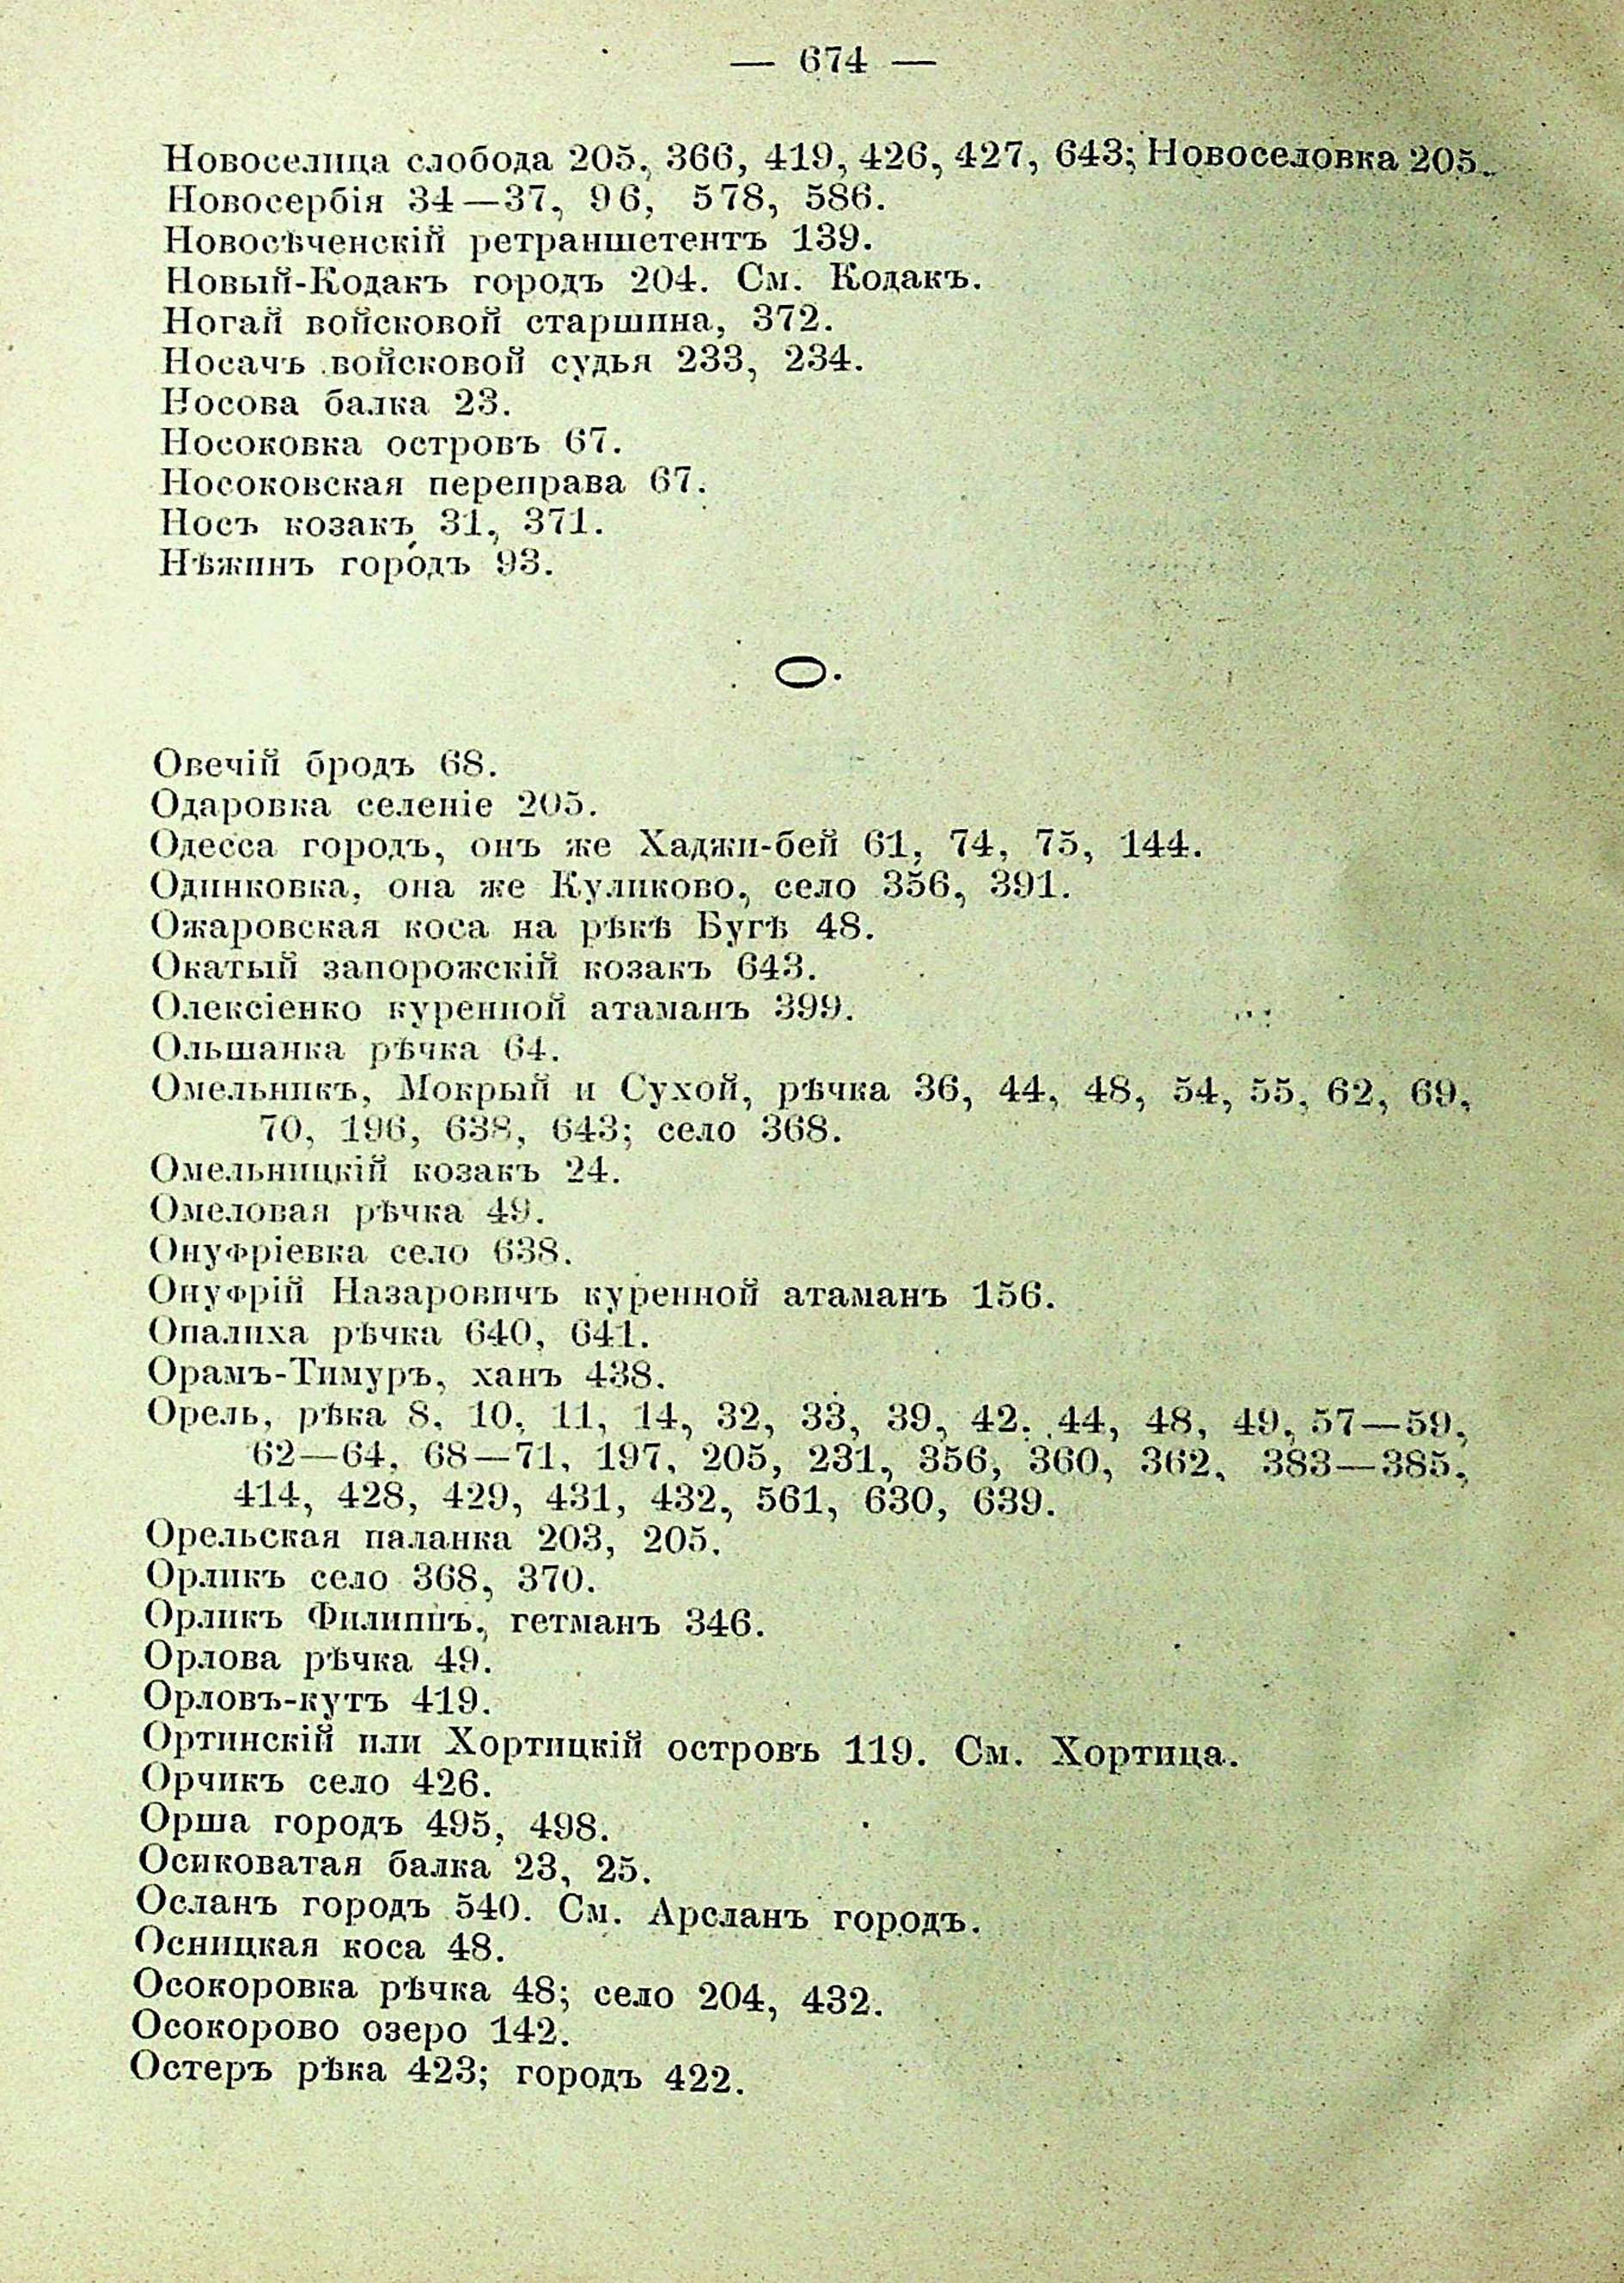 — 674 —
Новоселица слобода 205, 366, 419, 426, 427, 643; Новоселовка 205.
Новосербія 34—37, 96, 578, 586.
Новосѣченскій ретраншетентъ 139.
Новый-Кодакъ городъ 204. См. Кодакъ.
Ногай войсковой старшина, 372.
Носачъ войсковой судья 233, 234.
Носова балка 23.
Носоковка островъ 67.
Носоковская переправа 67.
Носъ козакъ 31, 371.
Нѣжинъ городъ 93.
О.
Овечій бродъ 68.
Одаровка селеніе 205.
Одесса городъ, онъ же Хаджи-бей 61, 74, 75, 144.
Одинковка, она же Куликово, село 356, 391.
Ожаровская коса на рѣкѣ Бугѣ 48.
Окатый запорожскій козакъ 643.
Олексіенко куренной атаманъ 399.
Ольшанка рѣчка 64.
Омельникъ, Мокрый и Сухой, рѣчка 36, 44, 48, 54, 55, 62, 69,
70, 196, 638, 643; село 368.
Омельницкій козакъ 24.
Омеловая рѣчка 49.
Онуфріевка село 638.
Онуфрій Назаровичъ куренной атаманъ 156.
Опалиха рѣчка 640, 641.
Орамъ-Тимуръ, ханъ 438.
Орель, рѣка 8, 10, 11, 14, 32, 33, 39, 42, 44, 48, 49, 57—59,
62—64, 68—71, 197, 205, 231, 356, 360, 362, 383—385,
414, 428, 429, 431, 432, 561, 630, 639.
Орельская паланка 203, 205.
Орликъ село 368, 370.
Орликъ Филиппъ, гетманъ 346.
Орлова рѣчка 49.
Орловъ-кутъ 419.
Ортинскій или Хортицкій островъ 119. См. Хортица.
Орчикъ село 426.
Орша городъ 495, 498.
Осиковатая балка 23, 25.
Осланъ городъ 540. См. Арсланъ городъ.
Осницкая коса 48.
Осокоровка рѣчка 48; село 204, 432.
Осокорово озеро 142.
Остеръ рѣка 423; городъ 422.